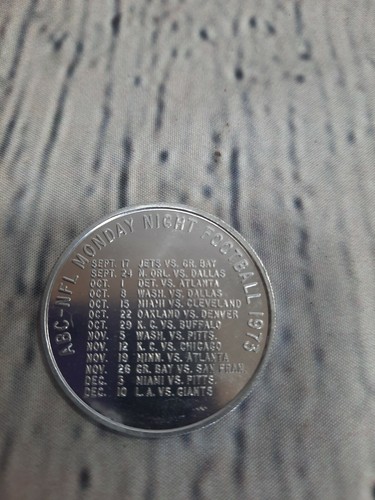 ABC-NFL MONDAY NIGHT FOOTBALL 1973
SEPT. 17 JETS VS. GR. BAY
SEPT. 24 N. ORL. VS. DALLAS
OCT. 1 DET. VS. ATLANTA
OCT. 8 WASH. VS. DALLAS
OCT. 15 MIAMI VS. CLEVELAND
OCT. 22 OAKLAND VS. DENVER
OCT. 29 K. C. VS. BUFFALO
NOV. 5 WASH. VS. PITTS.
NOV. 12 K. C. VS. CHICAGO
NOV. 19 MINN. VS. ATLANTA
NOV. 26 GR. BAY VS. SAN FRAN.
DEC. 3 MIAMI VS. PITTS.
DEC. 10 L. A. VS. GIANTS